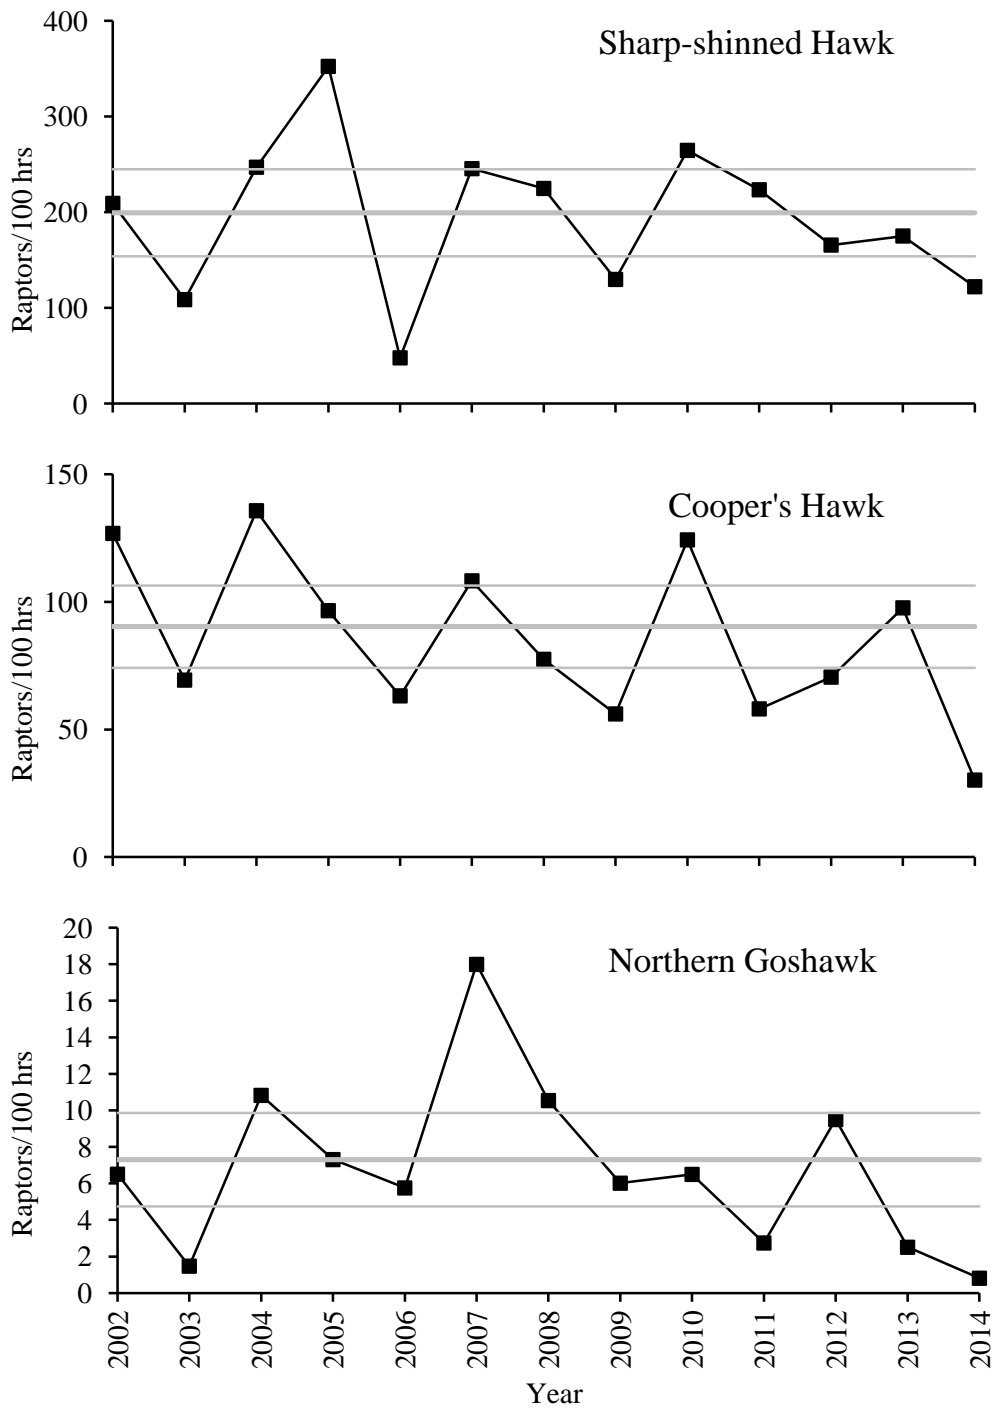 400
Sharp-shinned Hawk
300
200
100
0
Raptors/100 hrs
150
Cooper's Hawk
100
50
0
Raptors/100 hrs
20
Northern Goshawk
18
16
14
12
10
8
6
4
2
0
Raptors/100 hrs
2002 2003 2004 2005 2006 2007 2008 2009 2010 2011 2012 2013 2014
Year